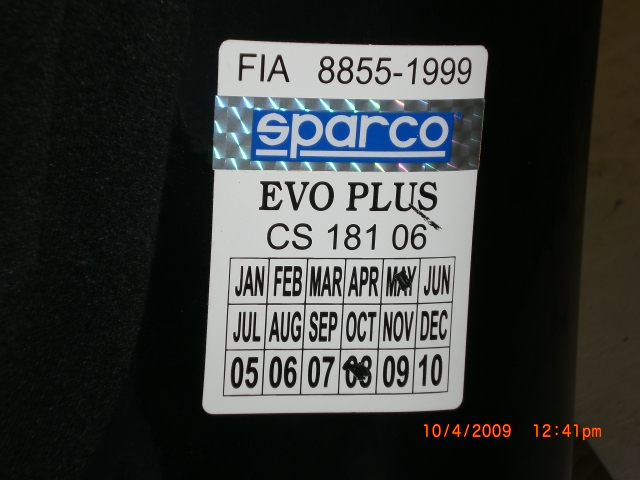 FIA 8855-1999
sparco
EVO PLUS
CS 181 06
JAN FEB MAR APR MAY JUN
JUL AUG SEP OCT NOV DEC
05 06 07 08 09 10
10/4/2009 12:41pm